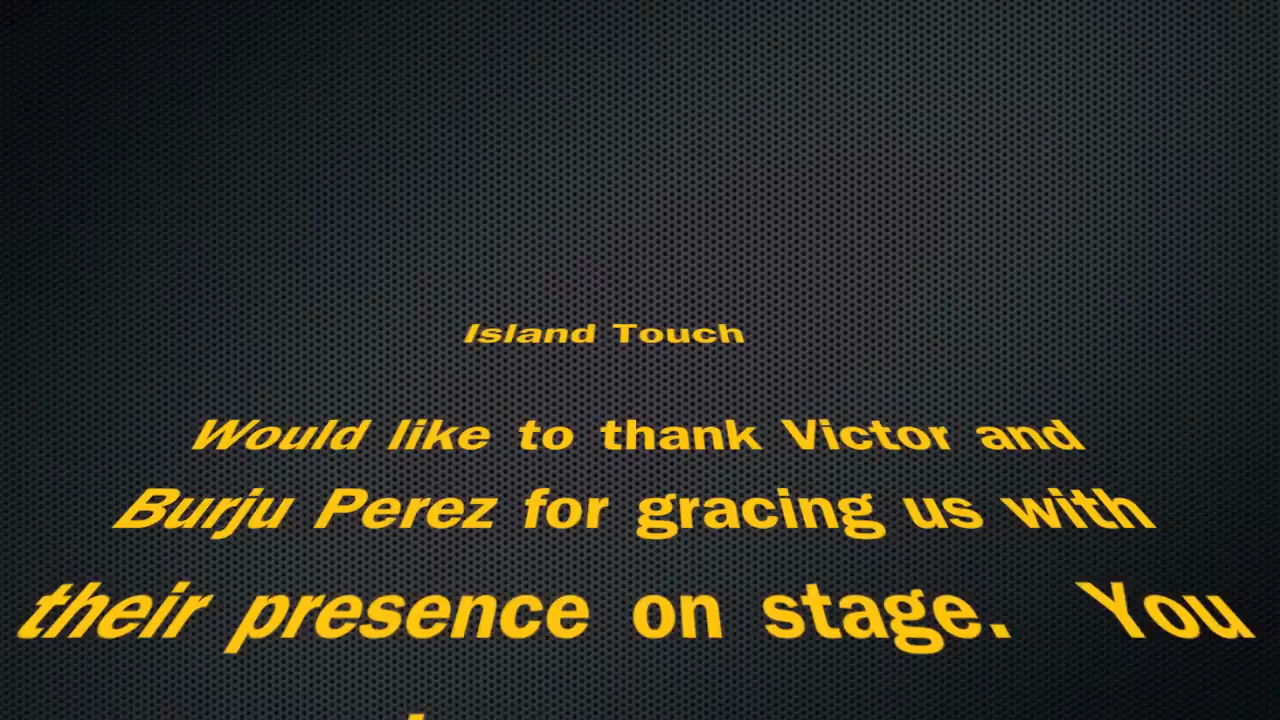 Island Touch
Would like to thank Victor and
Burju Perez for gracing us with
their presence on stage.  You